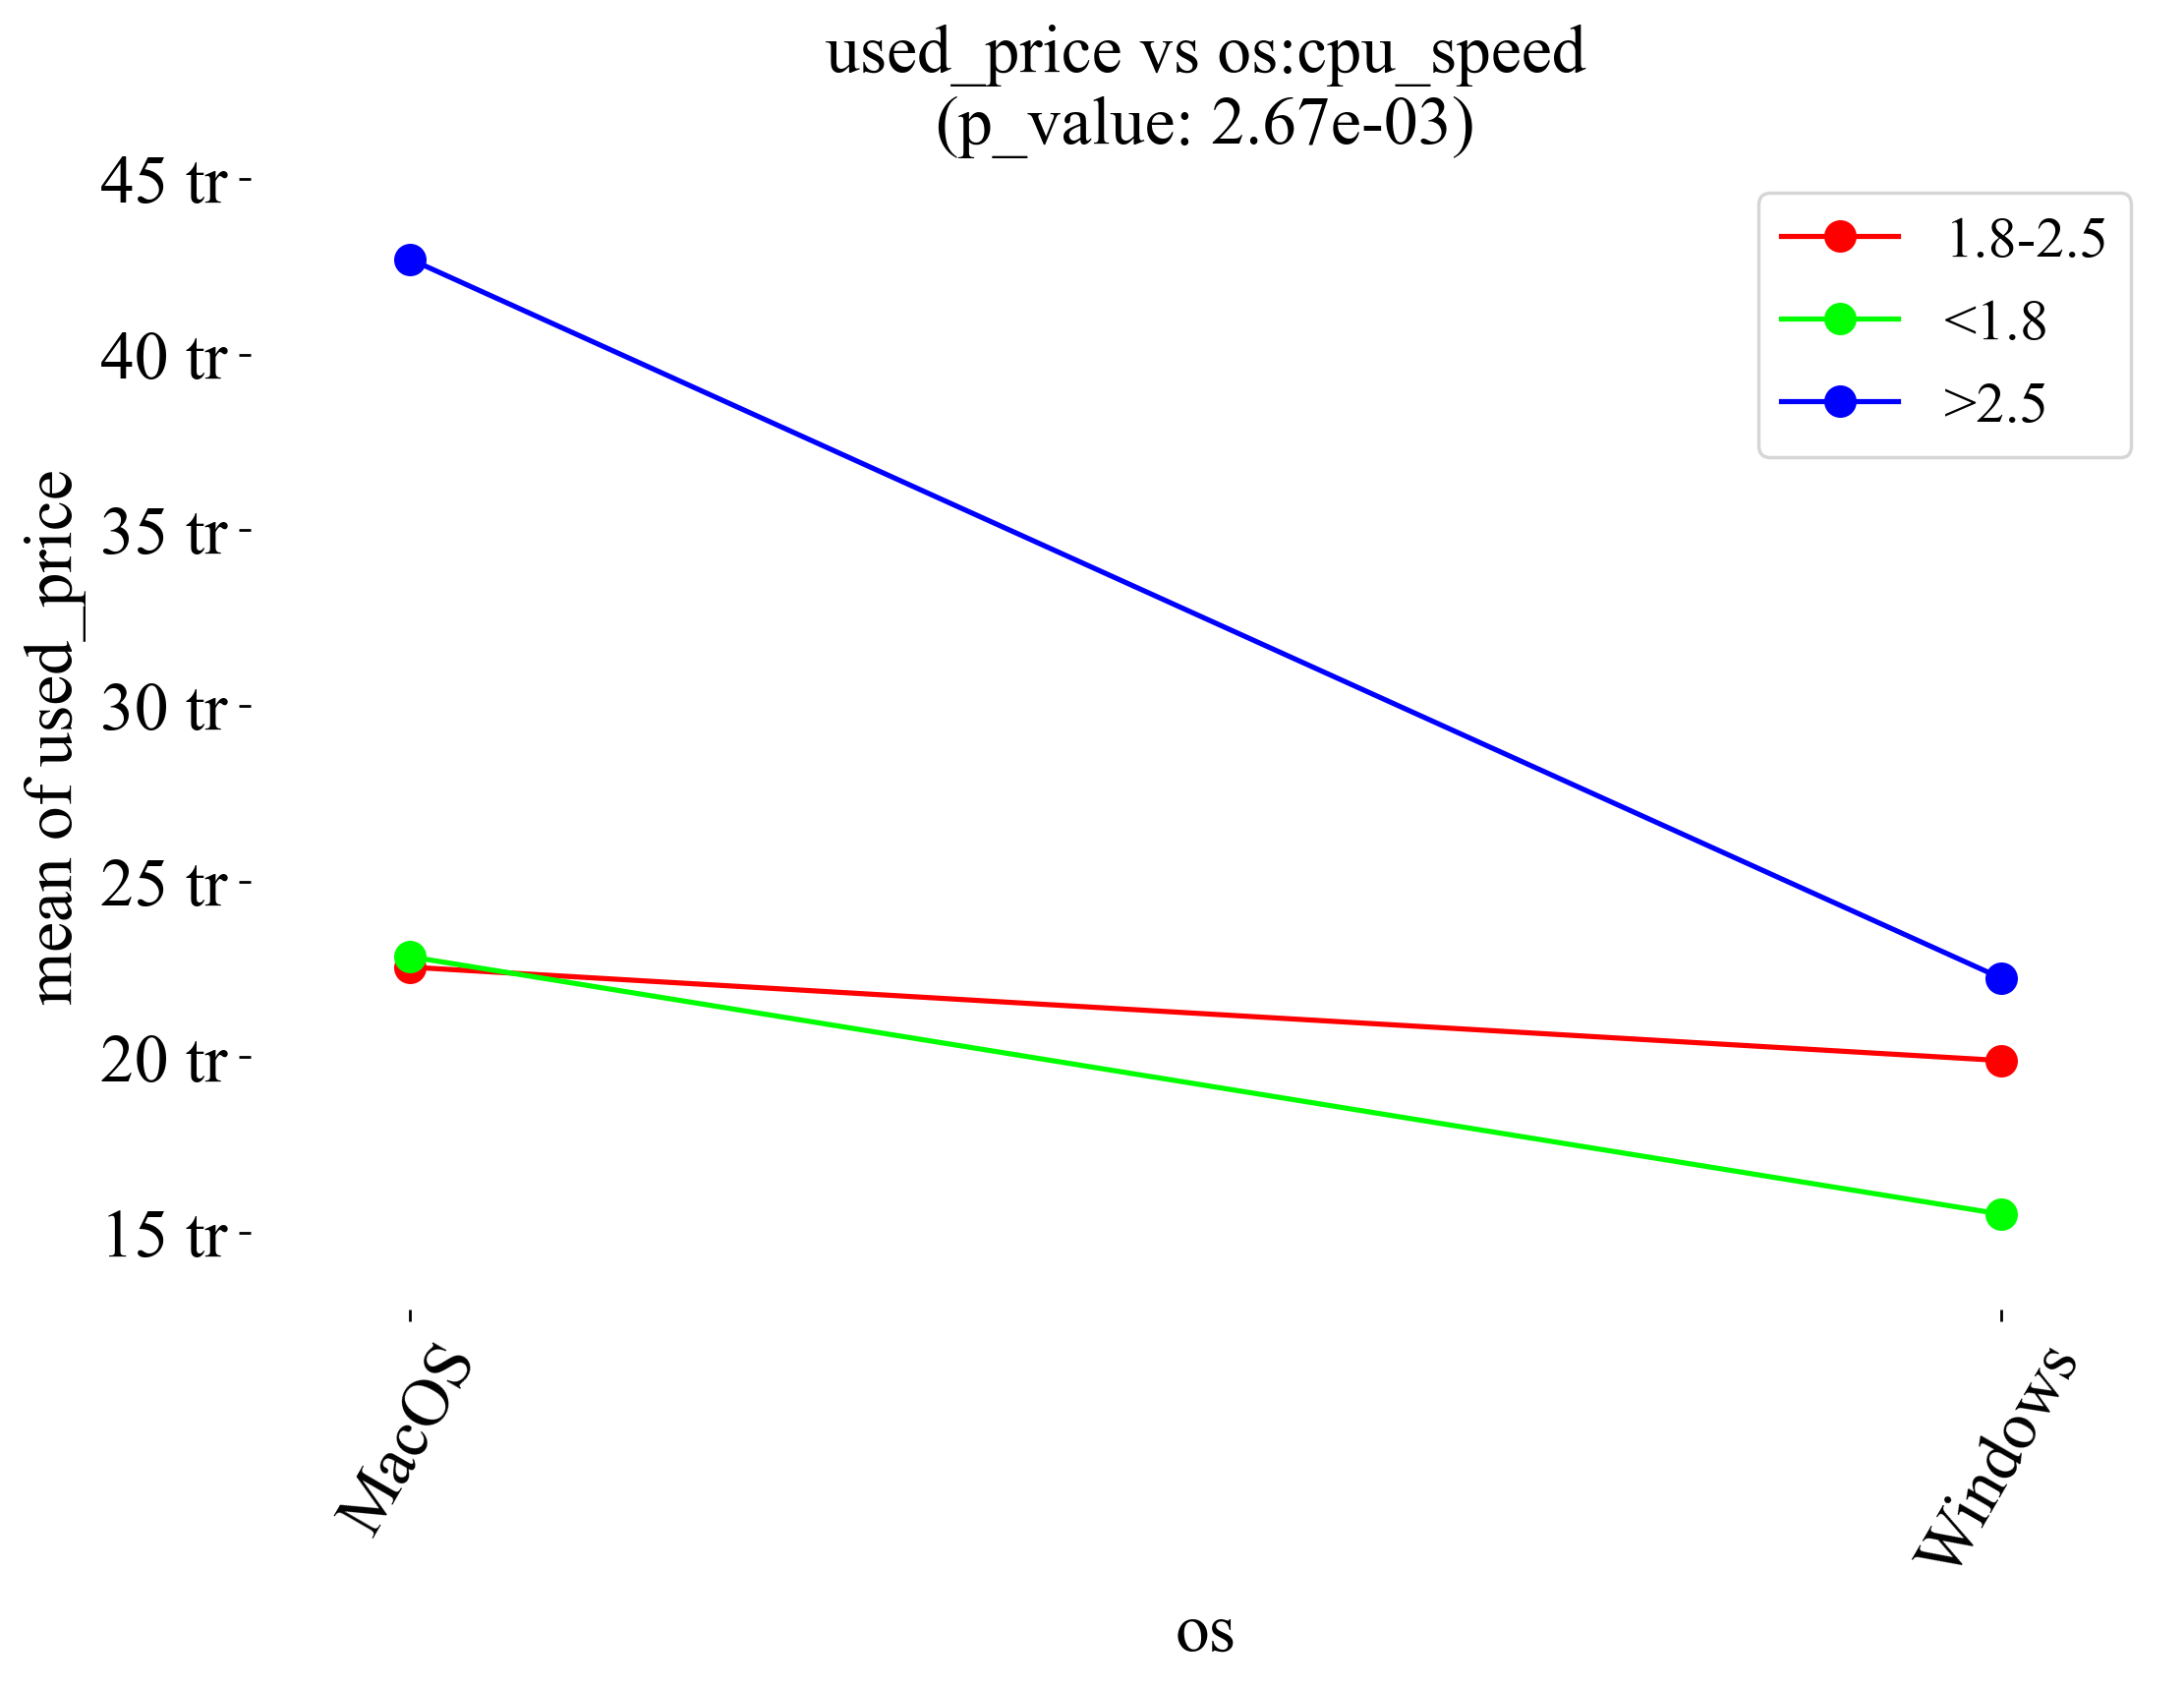 used_price vs os:cpu_speed
(p_value: 2.67e-03)
45 tr
40 tr
35 tr
30 tr
25 tr
20 tr
15 tr
mean of used_price
1.8-2.5
<1.8
>2.5
MacOS
Windows
os